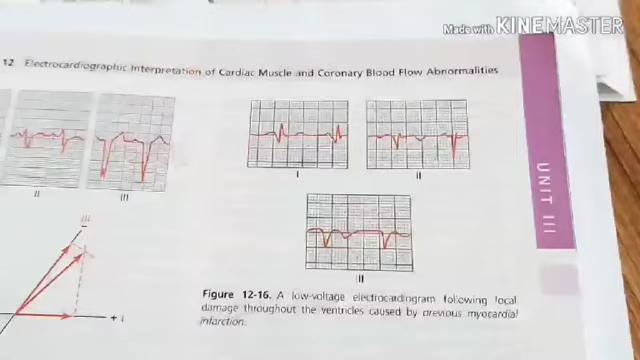 Made with KINEMASTER
12 Electrocardiographic Interpretation of Cardiac Muscle and Coronary Blood Flow Abnormalities
II
III
III
+ I
I
II
III
Figure 12-16. A low-voltage electrocardiogram following local
damage throughout the ventricles caused by previous myocardial
infarction.
UNIT III